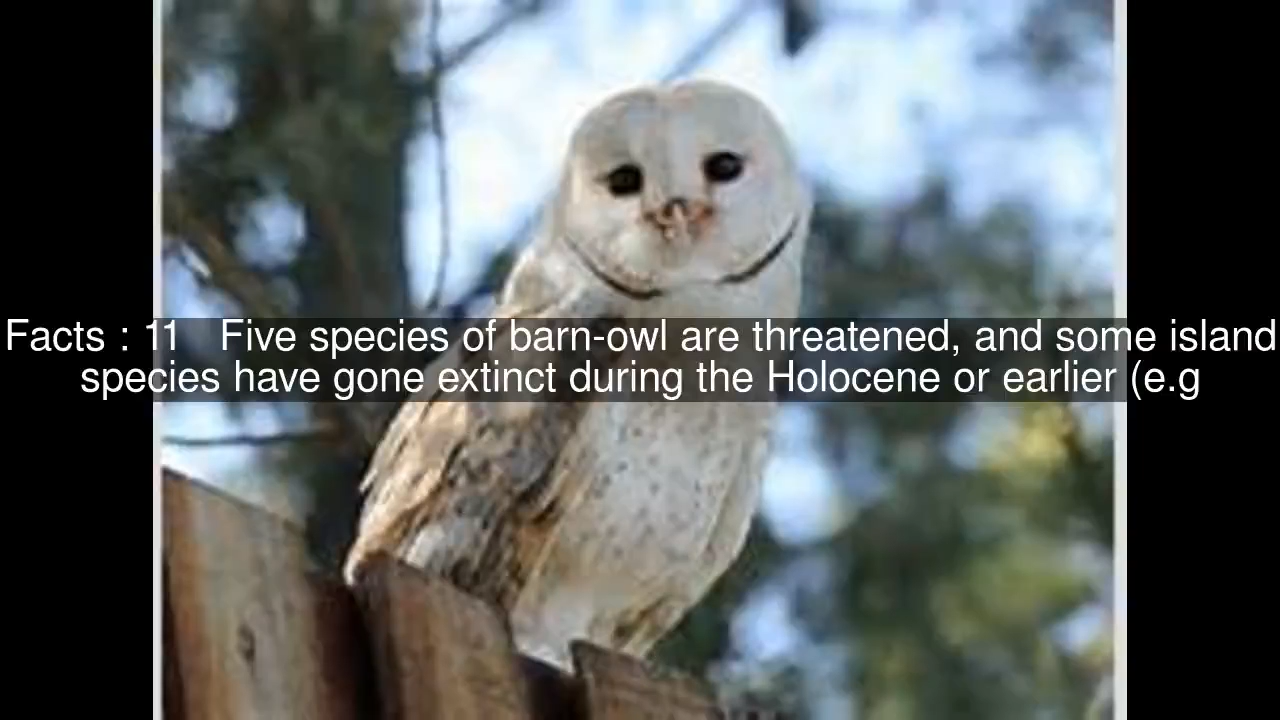 Facts : 11 Five species of barn-owl are threatened, and some island
species have gone extinct during the Holocene or earlier (e.g